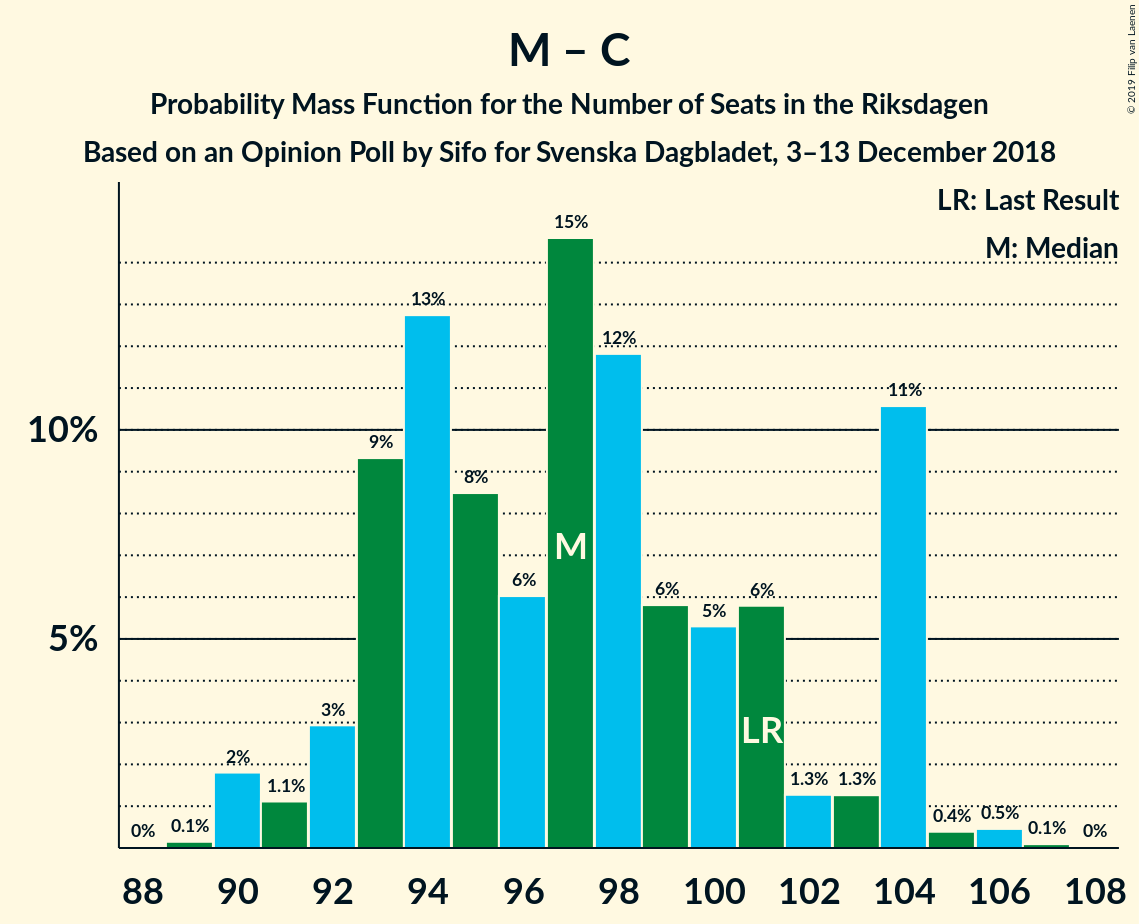 M – C
Probability Mass Function for the Number of Seats in the Riksdagen
Based on an Opinion Poll by Sifo for Svenska Dagbladet, 3–13 December 2018
© 2019 Filip van Laenen
LR: Last Result
M: Median
10%
5%
0%
0.1%
2%
1.1%
3%
9%
13%
8%
6%
15%
12%
6%
5%
6%
1.3%
1.3%
11%
0.4%
0.5%
0.1%
0%
M
LR
88 90 92 94 96 98 100 102 104 106 108